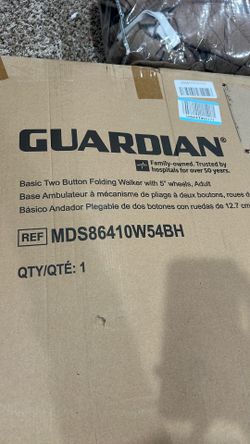 GUARDIAN®
Family-owned. Trusted by
hospitals for over 50 years.
Basic Two Button Folding Walker with 5" wheels, Adult
Base Ambulateur à mécanisme de pliage à deux boutons, roues d
Básico Andador Plegable de dos botones con ruedas de 12.7 cm
REF MDS86410W54BH
QTY/QTÉ: 1